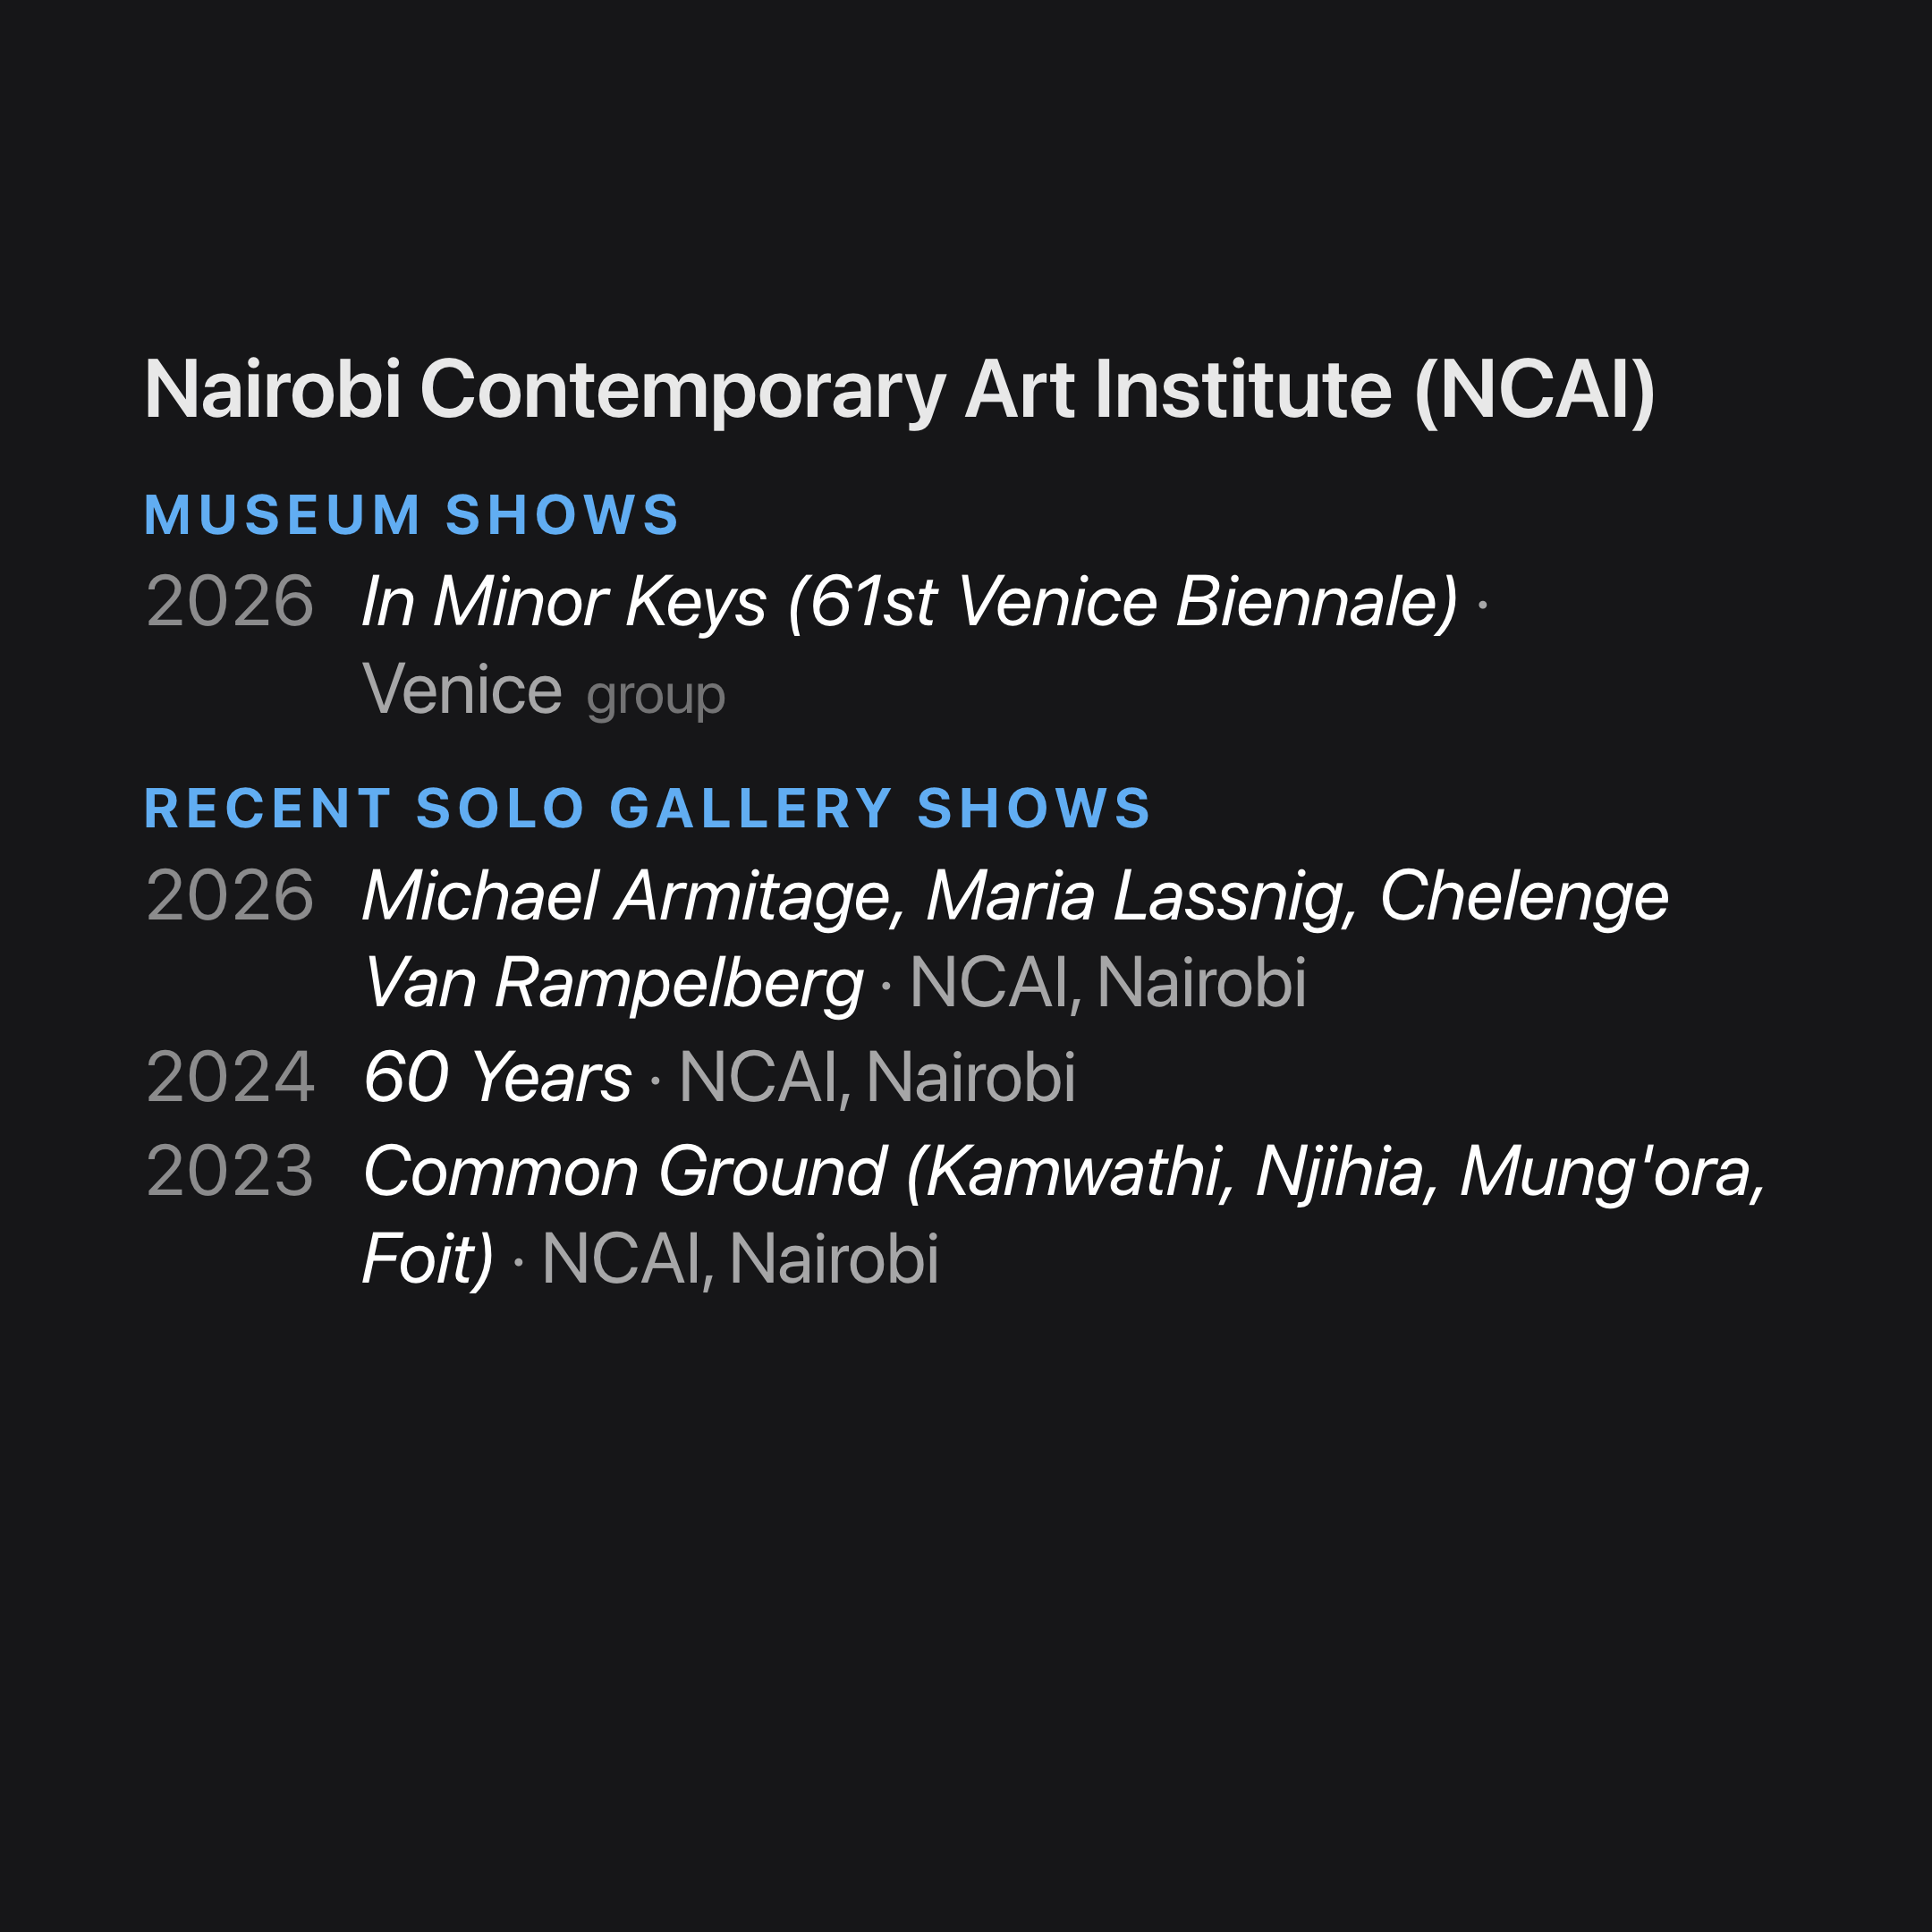 Nairobi Contemporary Art Institute (NCAI)
MUSEUM SHOWS
2026 In Minor Keys (61st Venice Biennale) ·
Venice group
RECENT SOLO GALLERY SHOWS
2026 Michael Armitage, Maria Lassnig, Chelenge
Van Rampelberg · NCAI, Nairobi
2024 60 Years · NCAI, Nairobi
2023 Common Ground (Kamwathi, Njihia, Mung'ora,
Foit) · NCAI, Nairobi